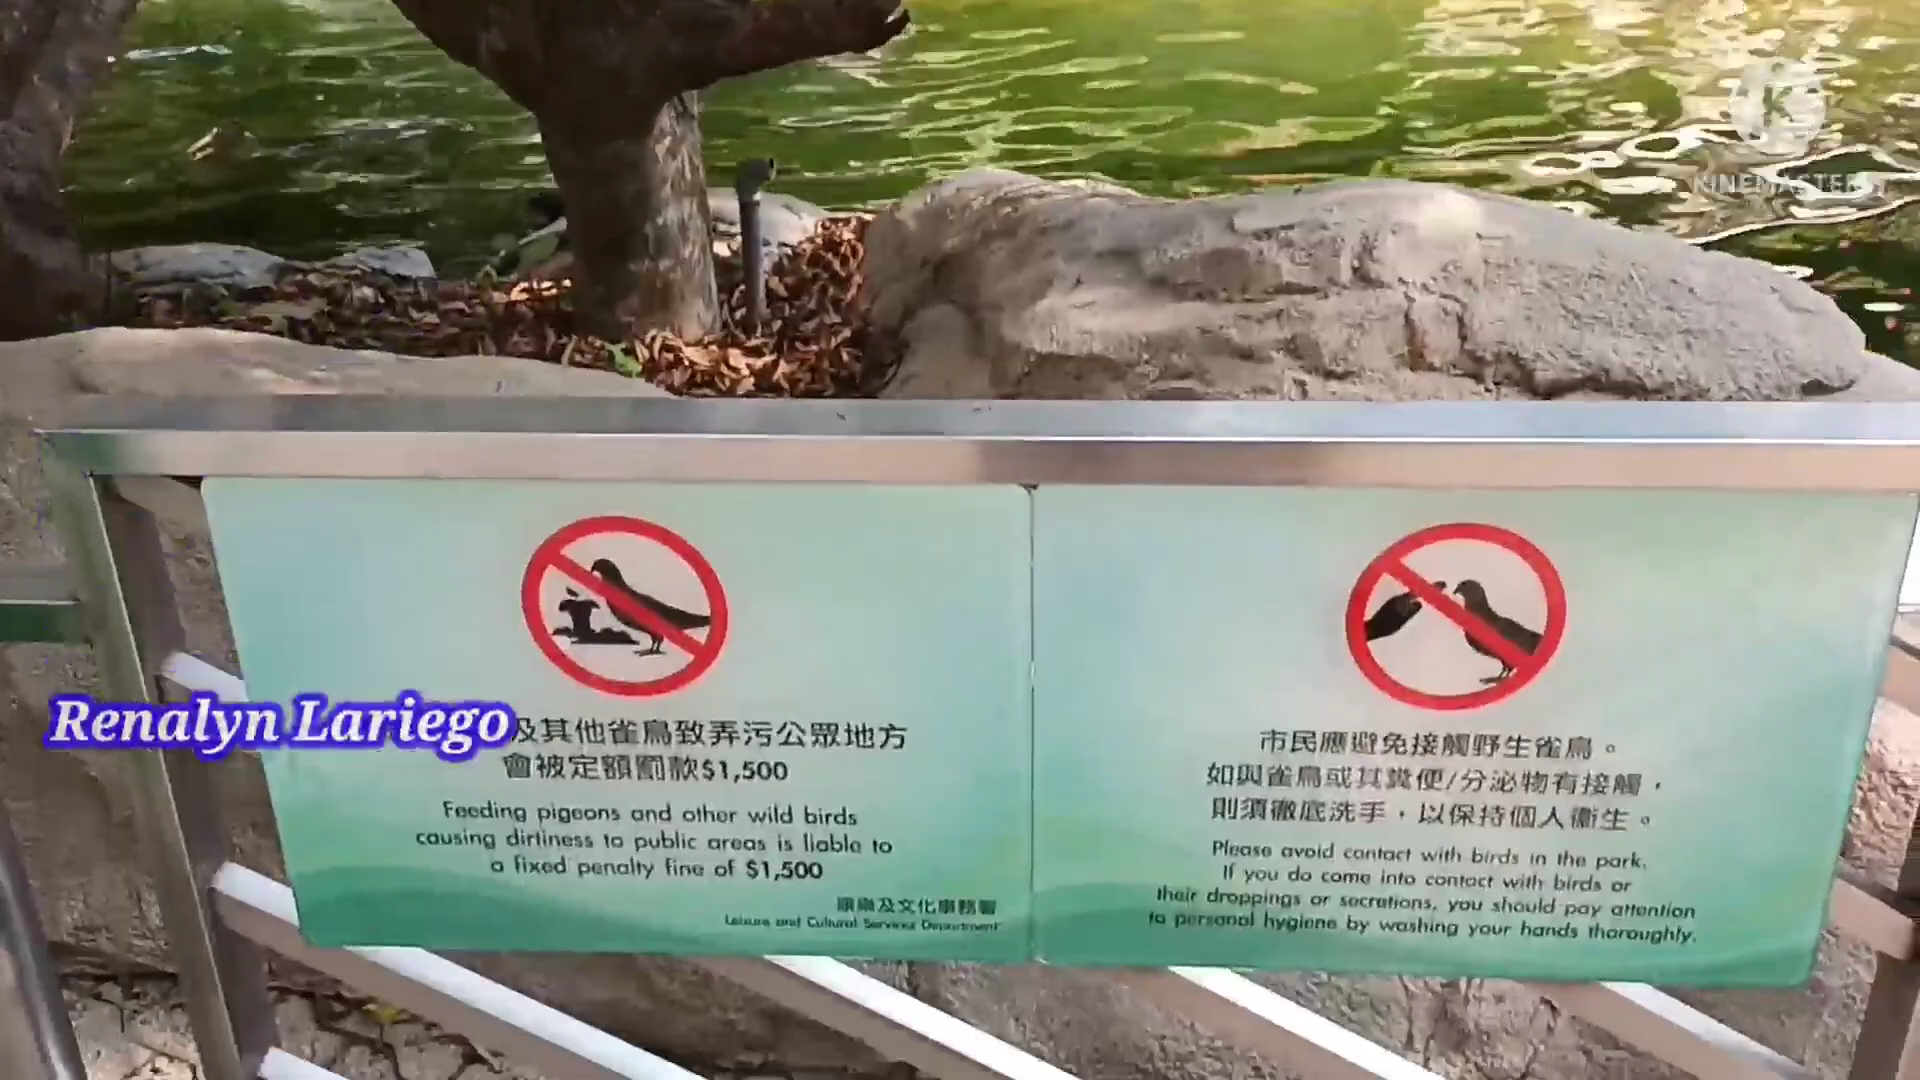 KINEMASTER
Renalyn Lariego
及其他雀鳥致弄污公眾地方
會被定額罰款$1,500
Feeding pigeons and other wild birds
causing dirtiness to public areas is liable to
a fixed penalty fine of $1,500
康樂及文化事務署
Leisure and Cultural Services Department
市民應避免接觸野生雀鳥。
如與雀鳥或其糞便/分泌物有接觸,
則須徹底洗手,以保持個人衞生。
Please avoid contact with birds in the park.
If you do come into contact with birds or
their droppings or secretions, you should pay attention
to personal hygiene by washing your hands thoroughly.